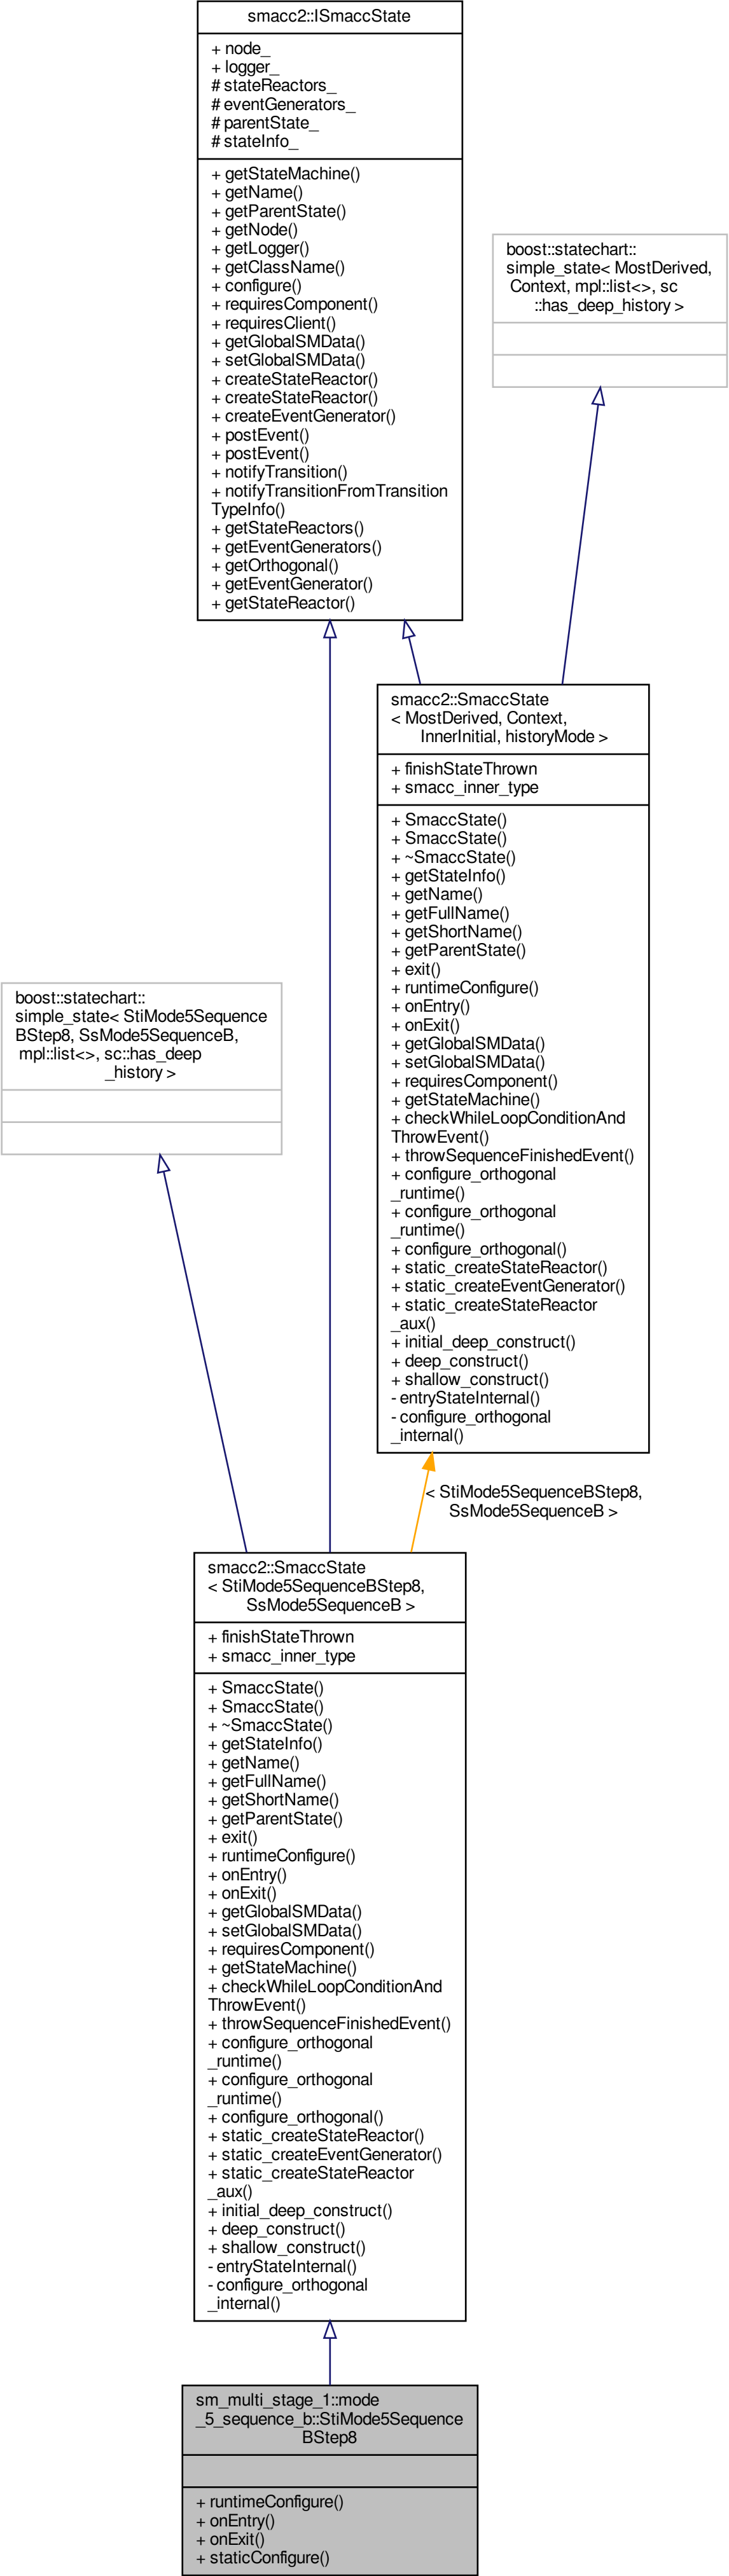 smacc2::ISmaccState
+ node_
+ logger_
# stateReactors_
# eventGenerators_
# parentState_
# stateInfo_
+ getStateMachine()
+ getName()
+ getParentState()
+ getNode()
+ getLogger()
+ getClassName()
+ configure()
+ requiresComponent()
+ requiresClient()
+ getGlobalSMData()
+ setGlobalSMData()
+ createStateReactor()
+ createStateReactor()
+ createEventGenerator()
+ postEvent()
+ postEvent()
+ notifyTransition()
+ notifyTransitionFromTransition
TypeInfo()
+ getStateReactors()
+ getEventGenerators()
+ getOrthogonal()
+ getEventGenerator()
+ getStateReactor()
boost::statechart::
simple_state< MostDerived,
Context, mpl::list<>, sc
::has_deep_history >
smacc2::SmaccState
< MostDerived, Context,
InnerInitial, historyMode >
+ finishStateThrown
+ smacc_inner_type
+ SmaccState()
+ SmaccState()
+ ~SmaccState()
+ getStateInfo()
+ getName()
+ getFullName()
+ getShortName()
+ getParentState()
+ exit()
+ runtimeConfigure()
+ onEntry()
+ onExit()
+ getGlobalSMData()
+ setGlobalSMData()
+ requiresComponent()
+ getStateMachine()
+ checkWhileLoopConditionAnd
ThrowEvent()
+ throwSequenceFinishedEvent()
+ configure_orthogonal
_runtime()
+ configure_orthogonal
_runtime()
+ configure_orthogonal()
+ static_createStateReactor()
+ static_createEventGenerator()
+ static_createStateReactor
_aux()
+ initial_deep_construct()
+ deep_construct()
+ shallow_construct()
- entryStateInternal()
- configure_orthogonal
_internal()
boost::statechart::
simple_state< StiMode5Sequence
BStep8, SsMode5SequenceB,
mpl::list<>, sc::has_deep
_history >
< StiMode5SequenceBStep8,
SsMode5SequenceB >
smacc2::SmaccState
< StiMode5SequenceBStep8,
SsMode5SequenceB >
+ finishStateThrown
+ smacc_inner_type
+ SmaccState()
+ SmaccState()
+ ~SmaccState()
+ getStateInfo()
+ getName()
+ getFullName()
+ getShortName()
+ getParentState()
+ exit()
+ runtimeConfigure()
+ onEntry()
+ onExit()
+ getGlobalSMData()
+ setGlobalSMData()
+ requiresComponent()
+ getStateMachine()
+ checkWhileLoopConditionAnd
ThrowEvent()
+ throwSequenceFinishedEvent()
+ configure_orthogonal
_runtime()
+ configure_orthogonal
_runtime()
+ configure_orthogonal()
+ static_createStateReactor()
+ static_createEventGenerator()
+ static_createStateReactor
_aux()
+ initial_deep_construct()
+ deep_construct()
+ shallow_construct()
- entryStateInternal()
- configure_orthogonal
_internal()
sm_multi_stage_1::mode
_5_sequence_b::StiMode5Sequence
BStep8
+ runtimeConfigure()
+ onEntry()
+ onExit()
+ staticConfigure()